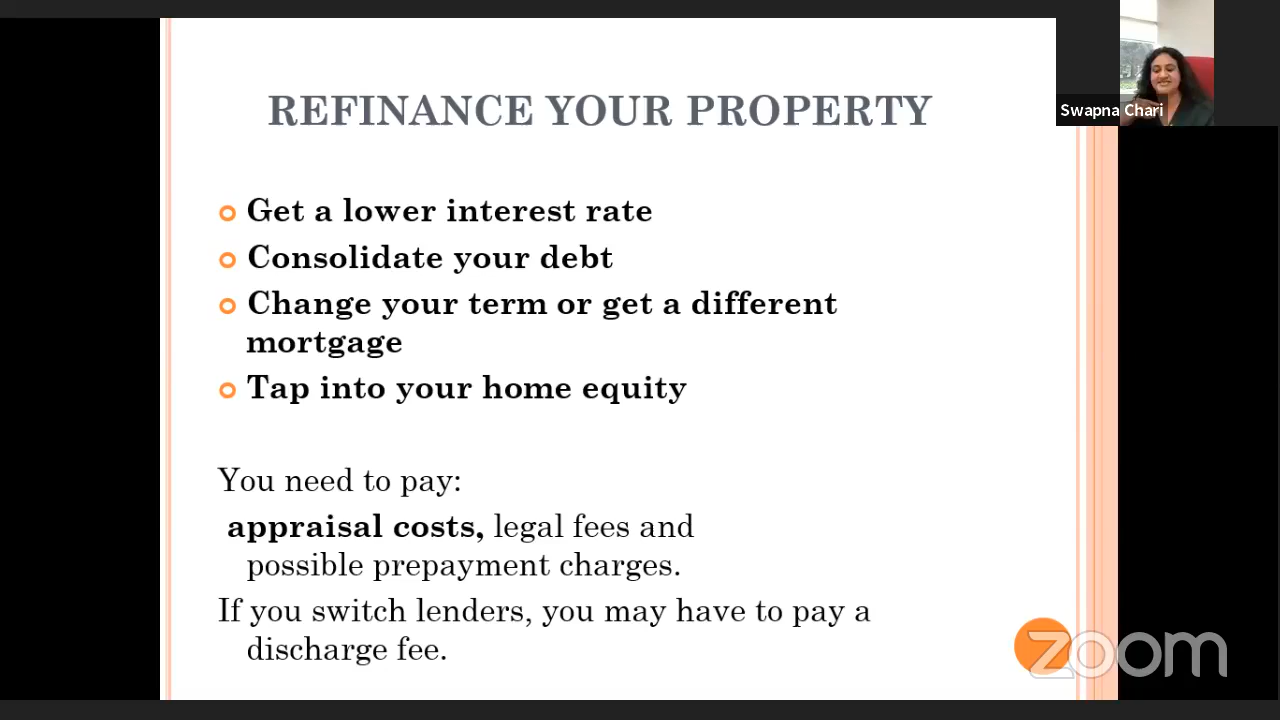 REFINANCE YOUR PROPERTY
Get a lower interest rate
Consolidate your debt
Change your term or get a different
mortgage
Tap into your home equity
You need to pay:
appraisal costs, legal fees and
possible prepayment charges.
If you switch lenders, you may have to pay a
discharge fee.
Swapna Chari
zoom